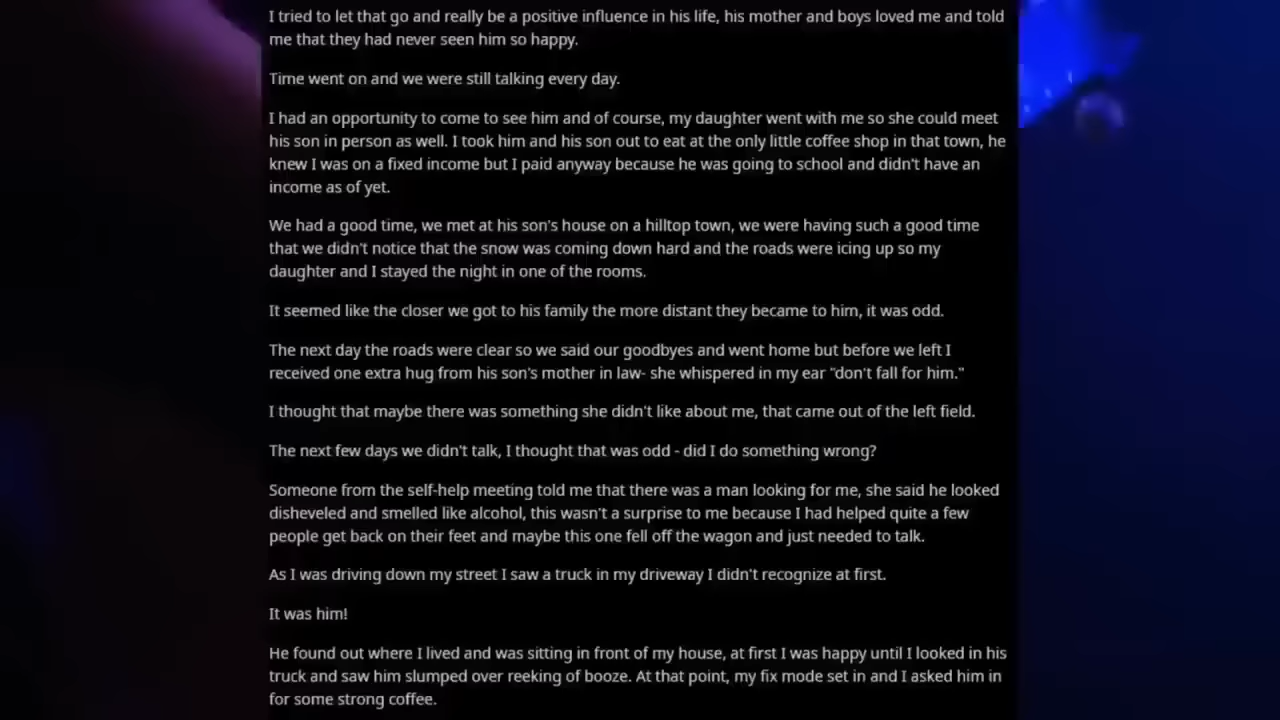 I tried to let that go and really be a positive influence in his life, his mother and boys loved me and told
me that they had never seen him so happy.
Time went on and we were still talking every day.
I had an opportunity to come to see him and of course, my daughter went with me so she could meet
his son in person as well. I took him and his son out to eat at the only little coffee shop in that town, he
knew I was on a fixed income but I paid anyway because he was going to school and didn't have an
income as of yet.
We had a good time, we met at his son's house on a hilltop town, we were having such a good time
that we didn't notice that the snow was coming down hard and the roads were icing up so my
daughter and I stayed the night in one of the rooms.
It seemed like the closer we got to his family the more distant they became to him, it was odd.
The next day the roads were clear so we said our goodbyes and went home but before we left I
received one extra hug from his son's mother in law- she whispered in my ear "don't fall for him."
I thought that maybe there was something she didn't like about me, that came out of the left field.
The next few days we didn't talk, I thought that was odd - did I do something wrong?
Someone from the self-help meeting told me that there was a man looking for me, she said he looked
disheveled and smelled like alcohol, this wasn't a surprise to me because I had helped quite a few
people get back on their feet and maybe this one fell off the wagon and just needed to talk.
As I was driving down my street I saw a truck in my driveway I didn't recognize at first.
It was him!
He found out where I lived and was sitting in front of my house, at first I was happy until I looked in his
truck and saw him slumped over reeking of booze. At that point, my fix mode set in and I asked him in
for some strong coffee.